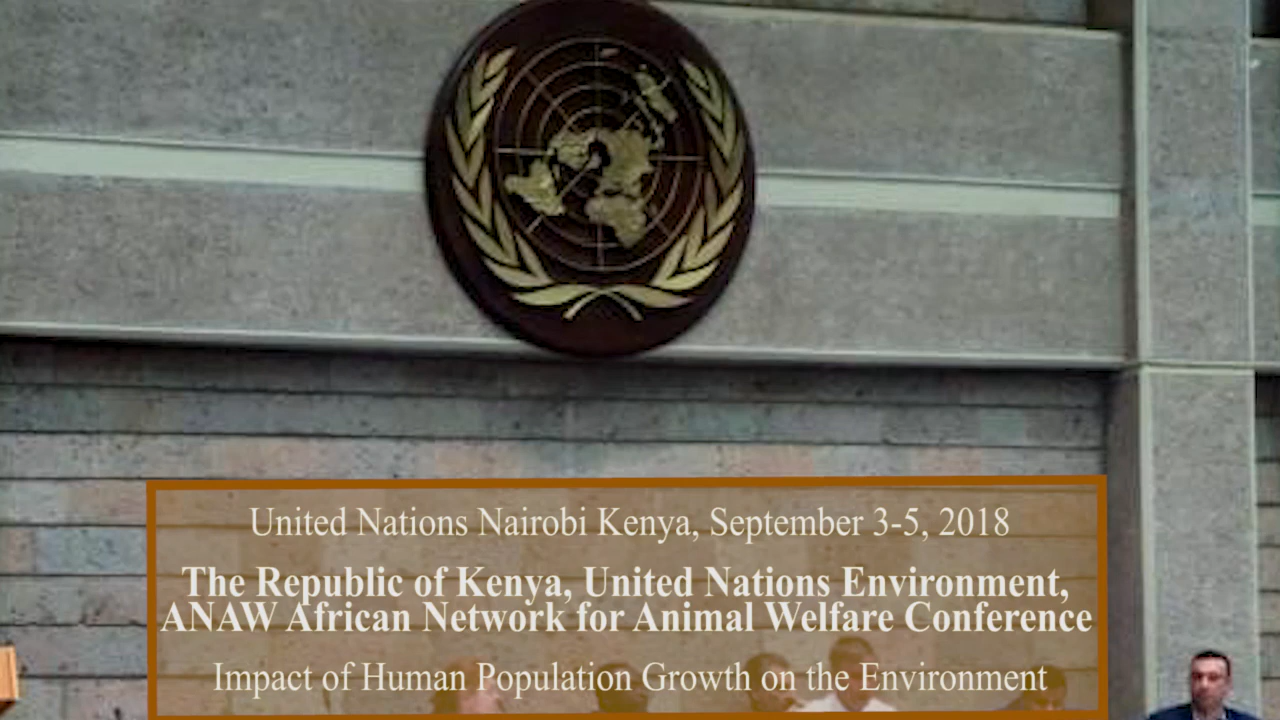 United Nations Nairobi Kenya, September 3-5, 2018
The Republic of Kenya, United Nations Environment,
ANAW African Network for Animal Welfare Conference
Impact of Human Population Growth on the Environment